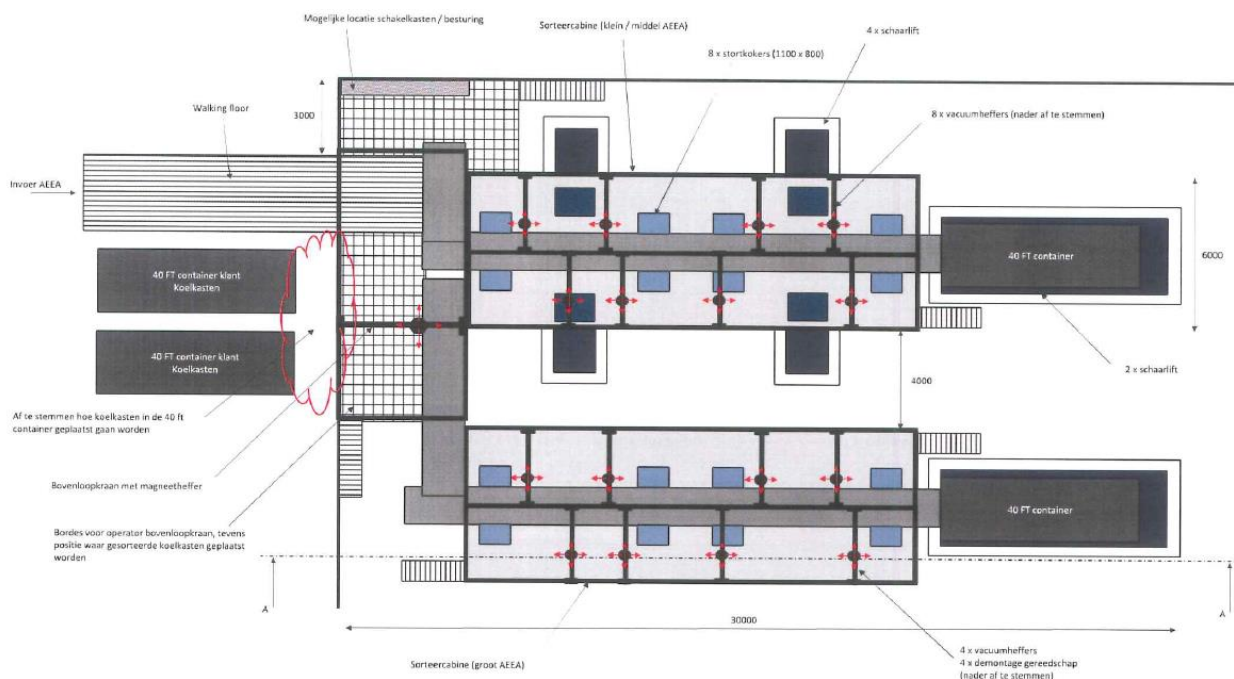 Mogelijke locatie schakelkasten / besturing
Sorteercabine (klein / middel AEEA)
4 x schaarlift
8 x stortkokers (1100 x 800)
Walking floor
3000
8 x vacuumheffers (nader af te stemmen)
Invoer AEEA
40 FT container klant
Koelkasten
40 FT container
6000
40 FT container klant
Koelkasten
4000
2 x schaarlift
Af te stemmen hoe koelkasten in de 40 ft
container geplaatst gaan worden
Bovenloopkraan met magneetheffer
40 FT container
Bordes voor operator bovenloopkraan, tevens
positie waar gesorteerde koelkasten geplaatst
worden
A
A
30000
Sorteercabine (groot AEEA)
4 x vacuumheffers
4 x demontage gereedschap
(nader af te stemmen)